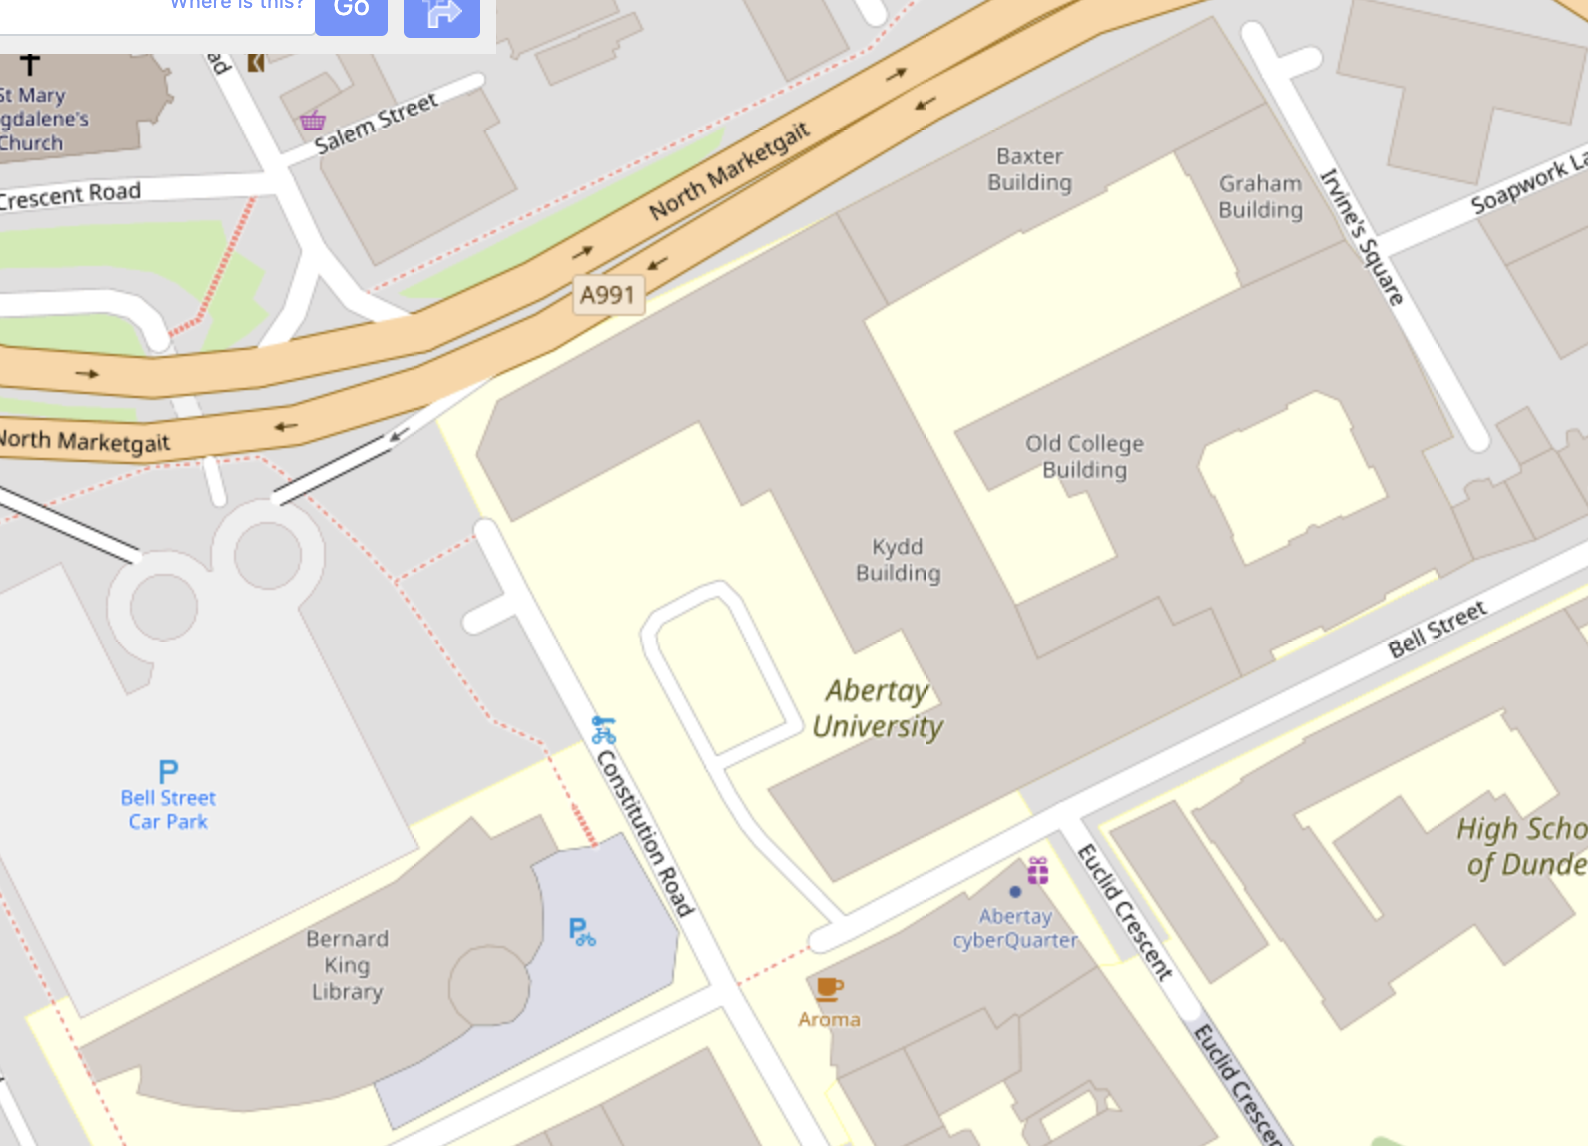 Where is this?
Go
St Mary
gdalene's
Church
ad
Salem Street
Crescent Road
North Marketgait
A991
North Marketgait
Baxter
Building
Graham
Building
Irvine's Square
Soapwork La
Old College
Building
Kydd
Building
Bell Street
Abertay
University
P
Bell Street
Car Park
Constitution Road
Euclid Crescent
High Scho
of Dunde
Abertay
cyberQuarter
P
Bernard
King
Library
Aroma
Euclid Crescen